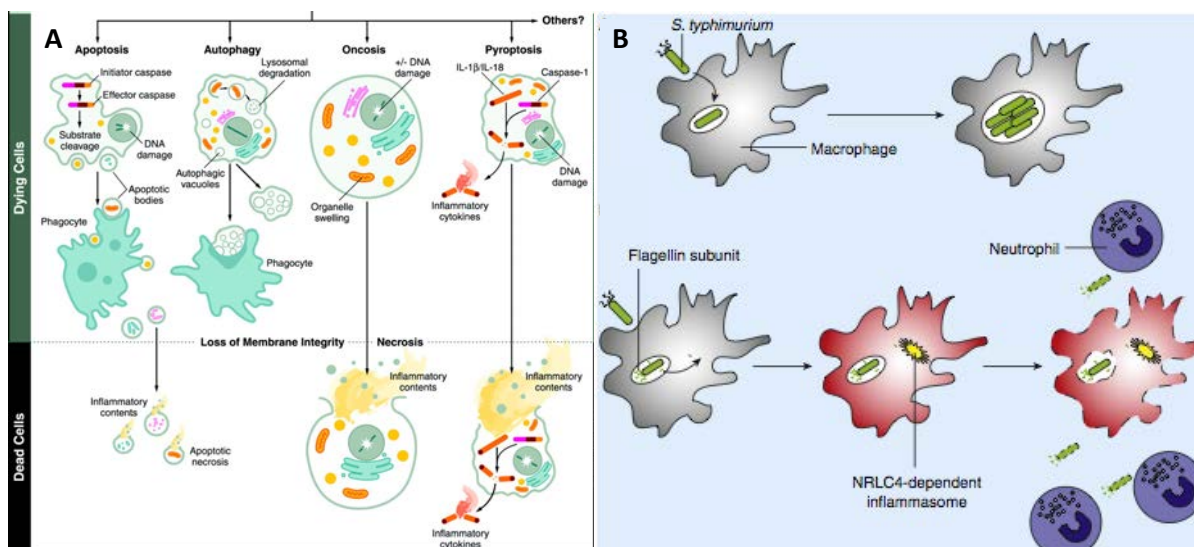 A
Others?
Apoptosis
Autophagy
Oncosis
Pyroptosis
Initiator caspase
Effector caspase
Substrate
cleavage
DNA
damage
Apoptotic
bodies
Phagocyte
Lysosomal
degradation
Autophagic
vacuoles
Phagocyte
+/- DNA
damage
Organelle
swelling
IL-1β/IL-18
Caspase-1
DNA
damage
Inflammatory
cytokines
Dying Cells
Loss of Membrane Integrity
Necrosis
Dead Cells
Inflammatory
contents
Apoptotic
necrosis
Inflammatory
contents
Inflammatory
contents
Inflammatory
cytokines
B
S. typhimurium
Macrophage
Flagellin subunit
Neutrophil
NRLC4-dependent
inflammasome